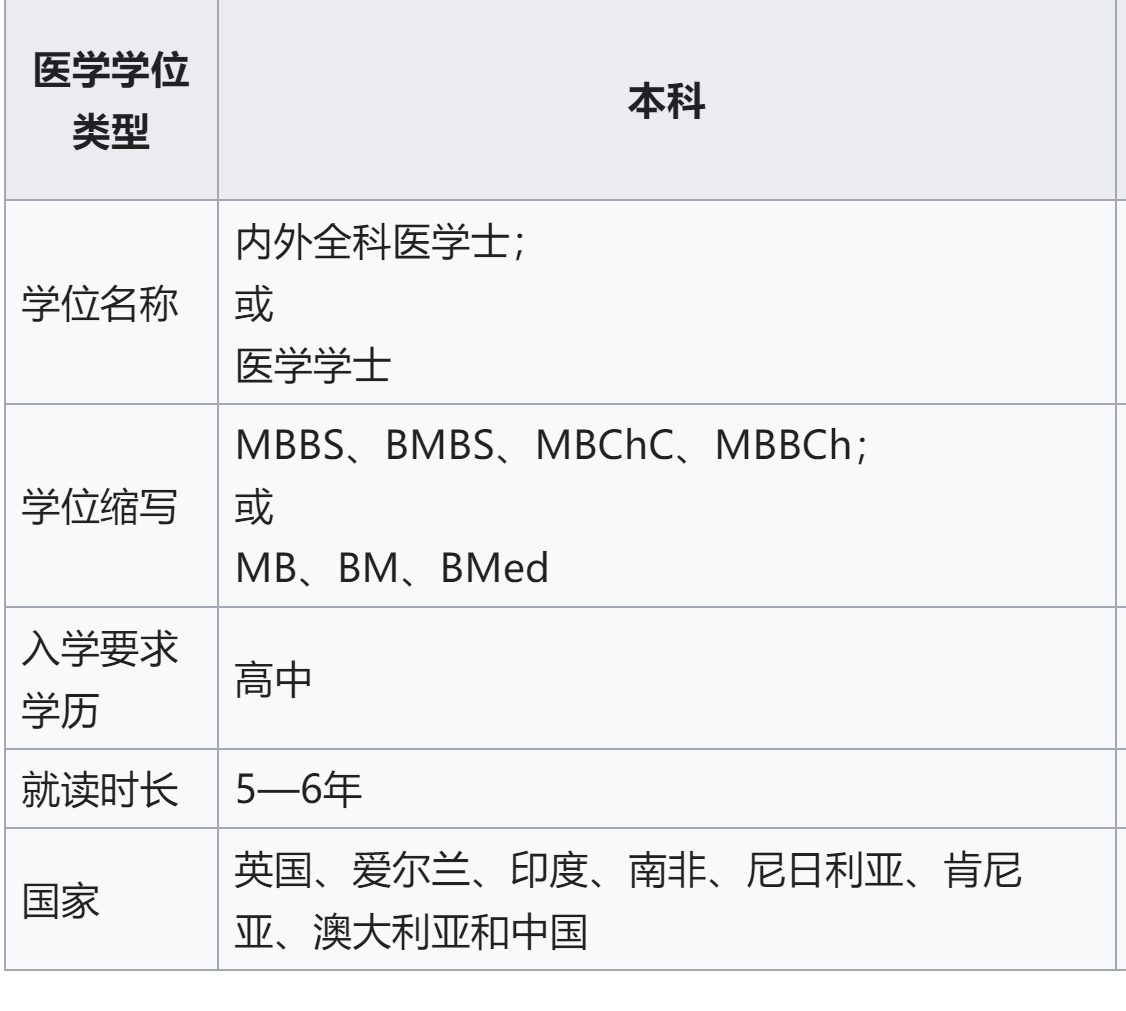 医学学位
类型
本科
学位名称
内外全科医学士；
或
医学学士
学位缩写
MBBS、BMBS、MBChC、MBBCh；
或
MB、BM、BMed
入学要求
学历
高中
就读时长
5—6年
国家
英国、爱尔兰、印度、南非、尼日利亚、肯尼
亚、澳大利亚和中国